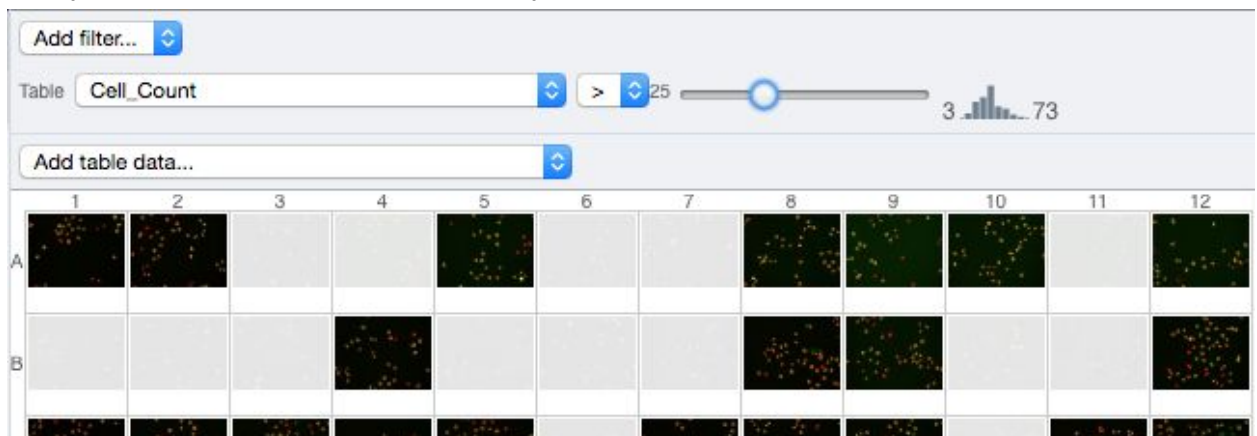 Add filter...
Table Cell_Count > 25 3 73
Add table data...
1 2 3 4 5 6 7 8 9 10 11 12
A
B